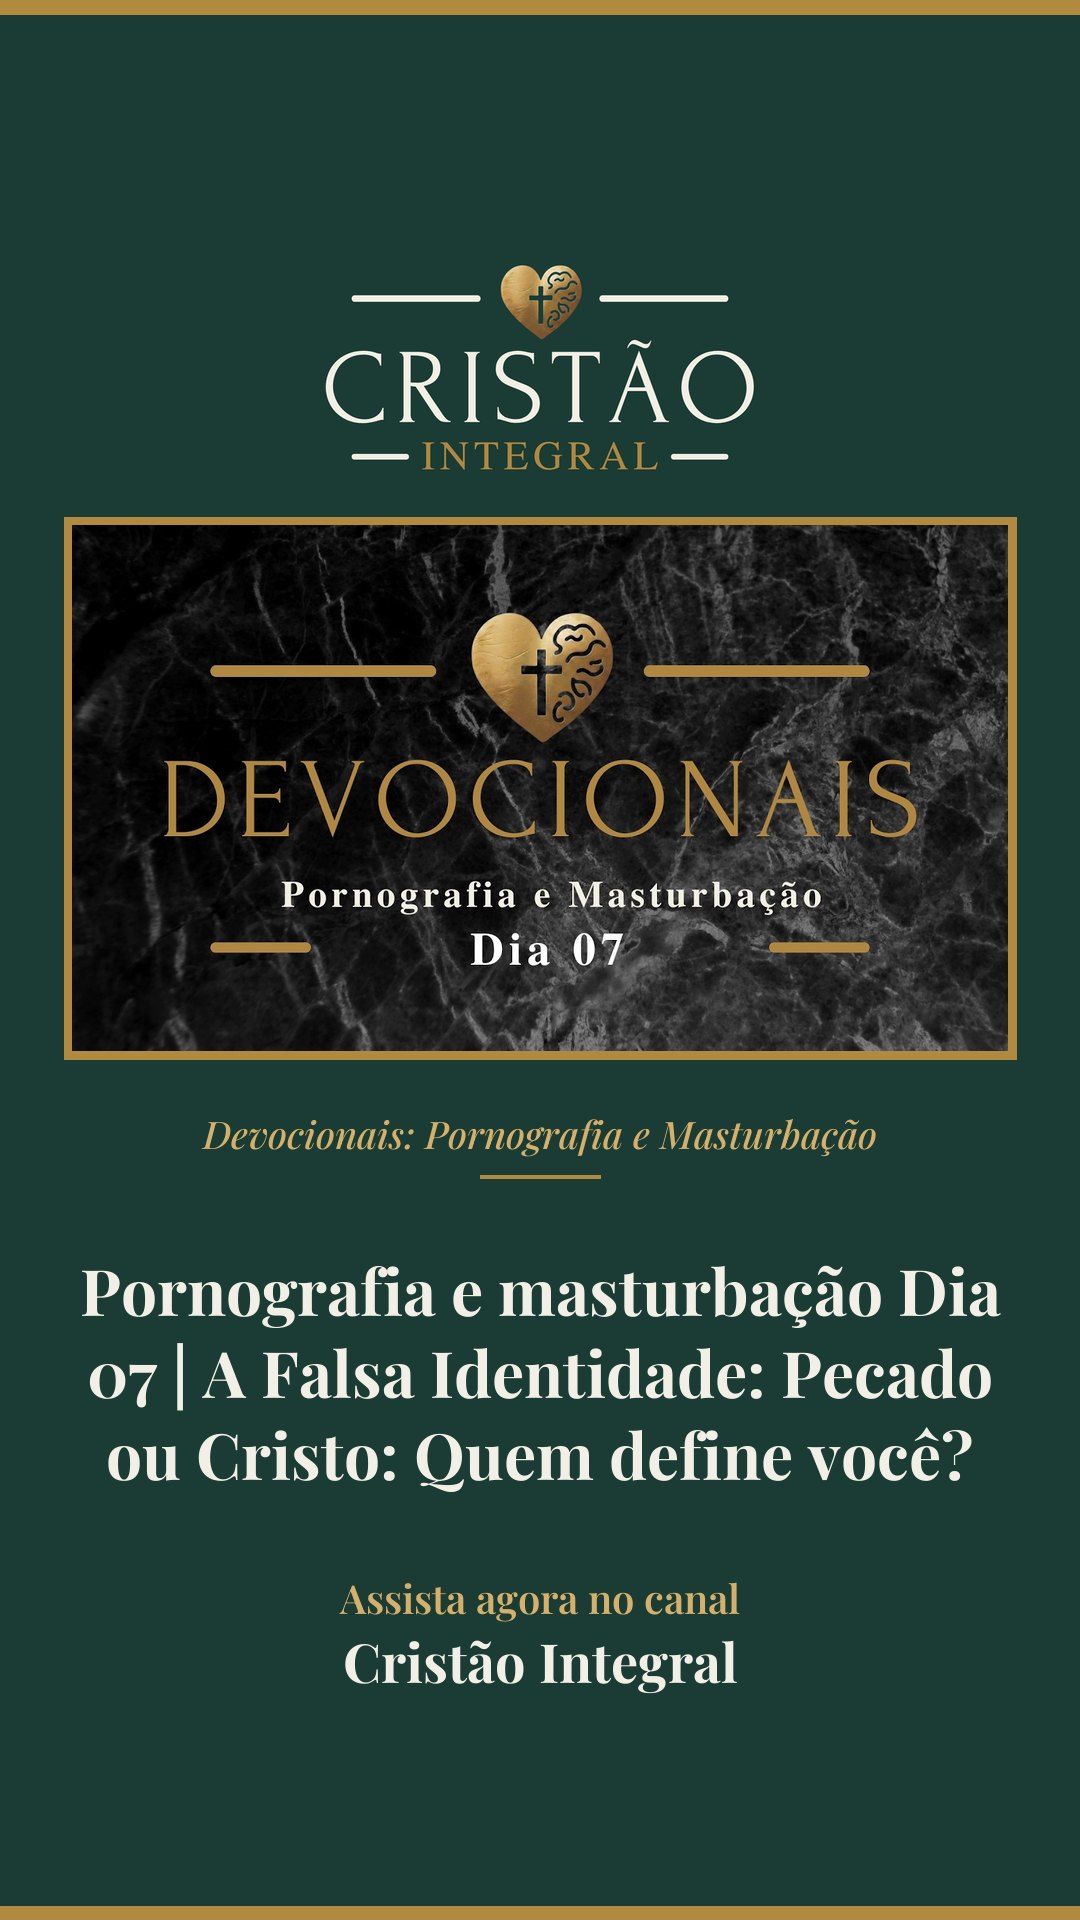 CRISTÃO
INTEGRAL
DEVOCIONAIS
Pornografia e Masturbação
Dia 07
Devocionais: Pornografia e Masturbação
Pornografia e masturbação Dia
07 | A Falsa Identidade: Pecado
ou Cristo: Quem define você?
Assista agora no canal
Cristão Integral